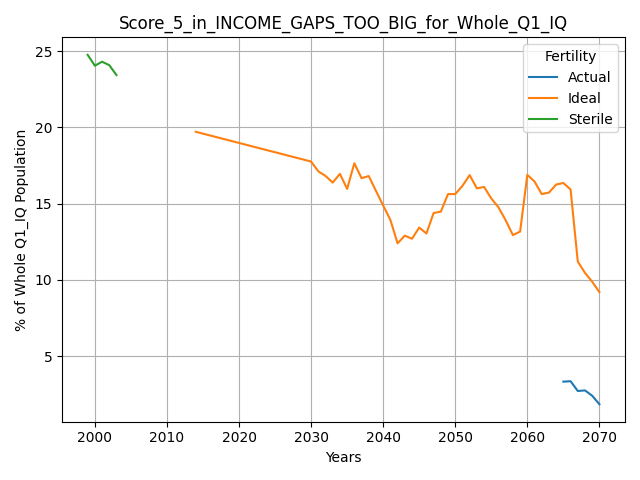 Score_5_in_INCOME_GAPS_TOO_BIG_for_Whole_Q1_IQ
Fertility
Actual
Ideal
Sterile
% of Whole Q1_IQ Population
25
20
15
10
5
2000 2010 2020 2030 2040 2050 2060 2070
Years